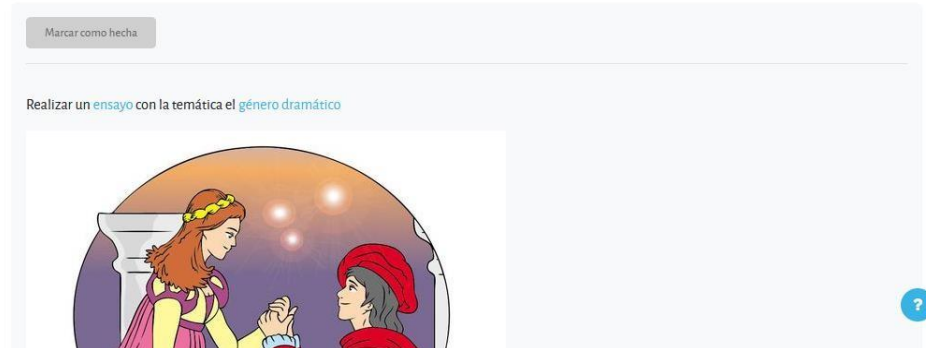 Marcar como hecha
Realizar un ensayo con la temática el género dramático
?